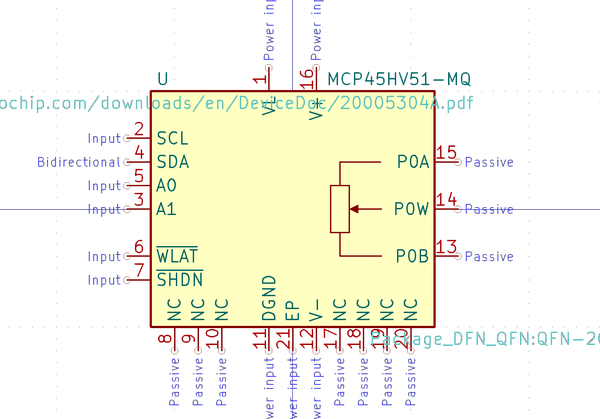 Power in
Power in
U
1
16
MCP45HV51-MQ
ochip.com/downloads/en/DeviceDoc/20005304A.pdf
VL
V+
Input 2 SCL
Bidirectional 4 SDA
P0A 15 Passive
Input 5 A0
Input 3 A1
P0W 14 Passive
Input 6 WLAT
P0B 13 Passive
Input 7 SHDN
NC NC NC DGND EP V- NC NC NC NC
8 9 10 11 21 12 17 18 19 20
Package_DFN_QFN:QFN-20
Passive Passive Passive wer input wer input wer input Passive Passive Passive Passive